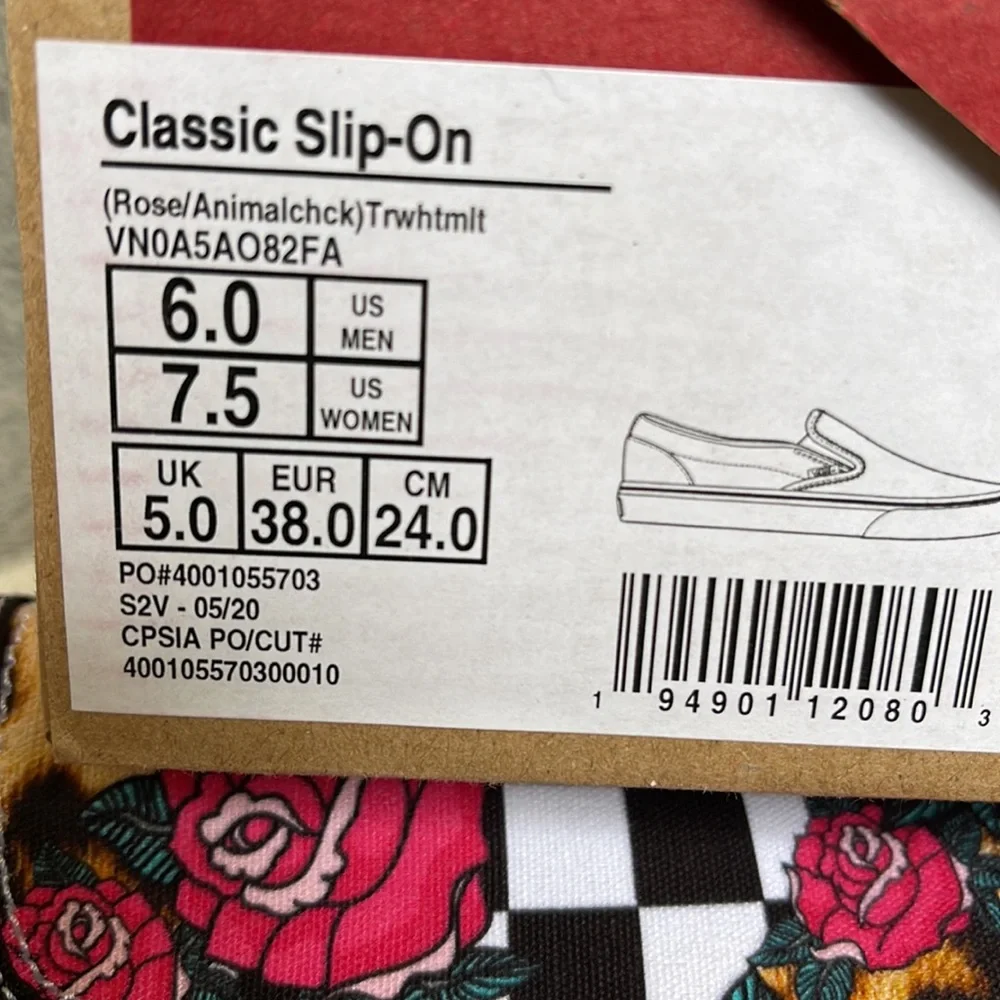 Classic Slip-On
(Rose/Animalchck)Trwhtmlt
VN0A5AO82FA
6.0 US MEN
7.5 US WOMEN
UK EUR CM
5.0 38.0 24.0
PO#4001055703
S2V - 05/20
CPSIA PO/CUT#
400105570300010
1 94901 12080 3